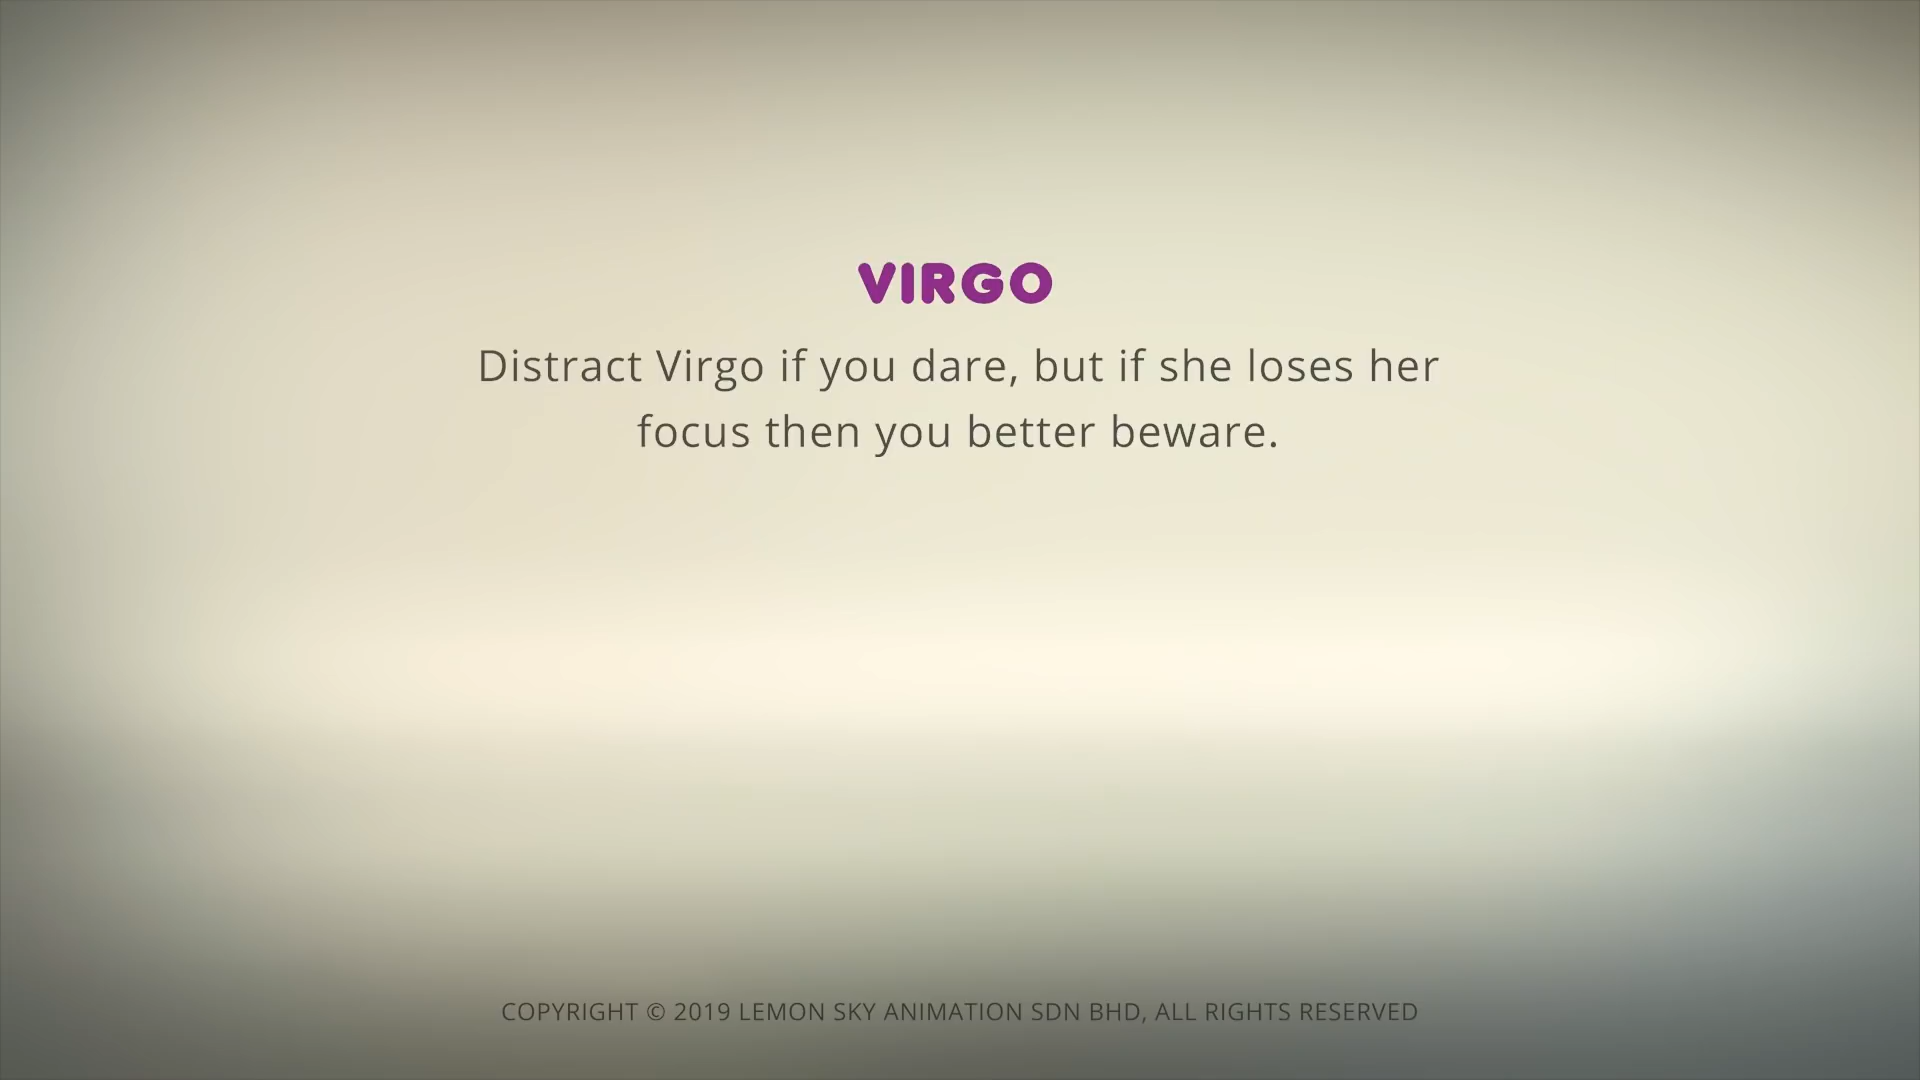 VIRGO
Distract Virgo if you dare, but if she loses her
focus then you better beware.
COPYRIGHT © 2019 LEMON SKY ANIMATION SDN BHD, ALL RIGHTS RESERVED